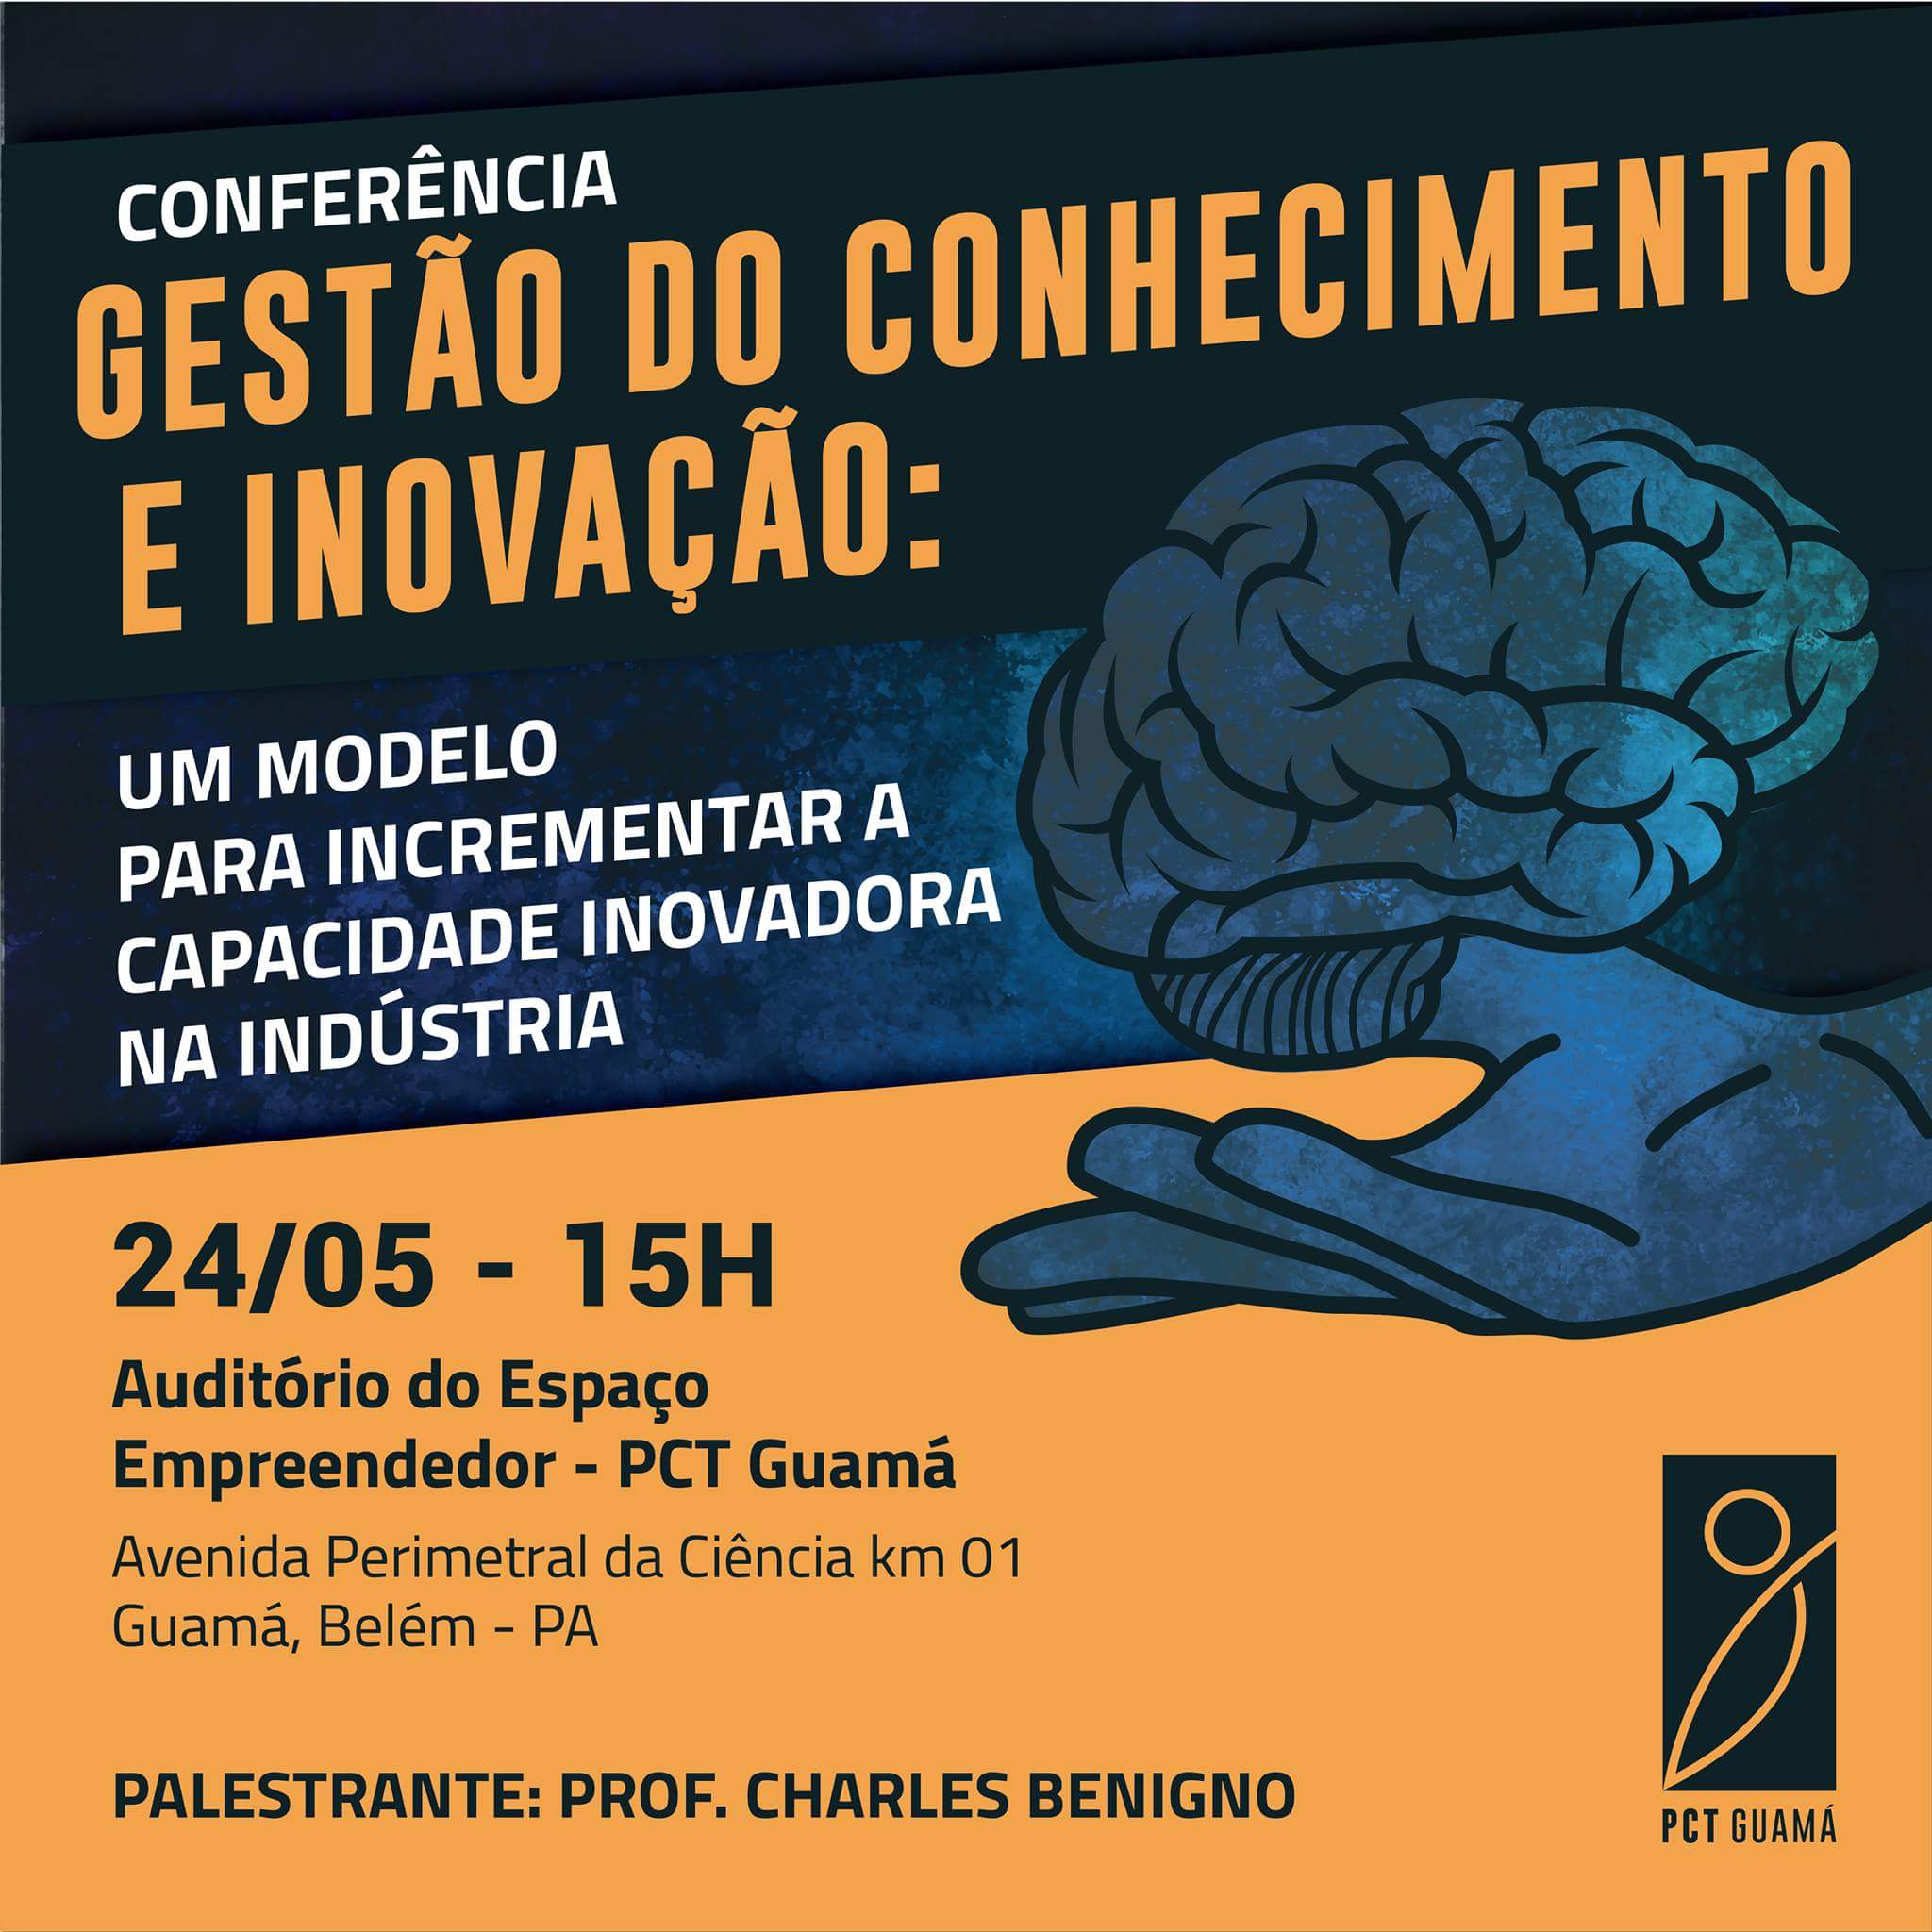 CONFERÊNCIA
GESTÃO DO CONHECIMENTO
E INOVAÇÃO:
UM MODELO
PARA INCREMENTAR A
CAPACIDADE INOVADORA
NA INDÚSTRIA
24/05 - 15H
Auditório do Espaço
Empreendedor - PCT Guamá
Avenida Perimetral da Ciência km 01
Guamá, Belém - PA
PALESTRANTE: PROF. CHARLES BENIGNO
PCT GUAMÁ